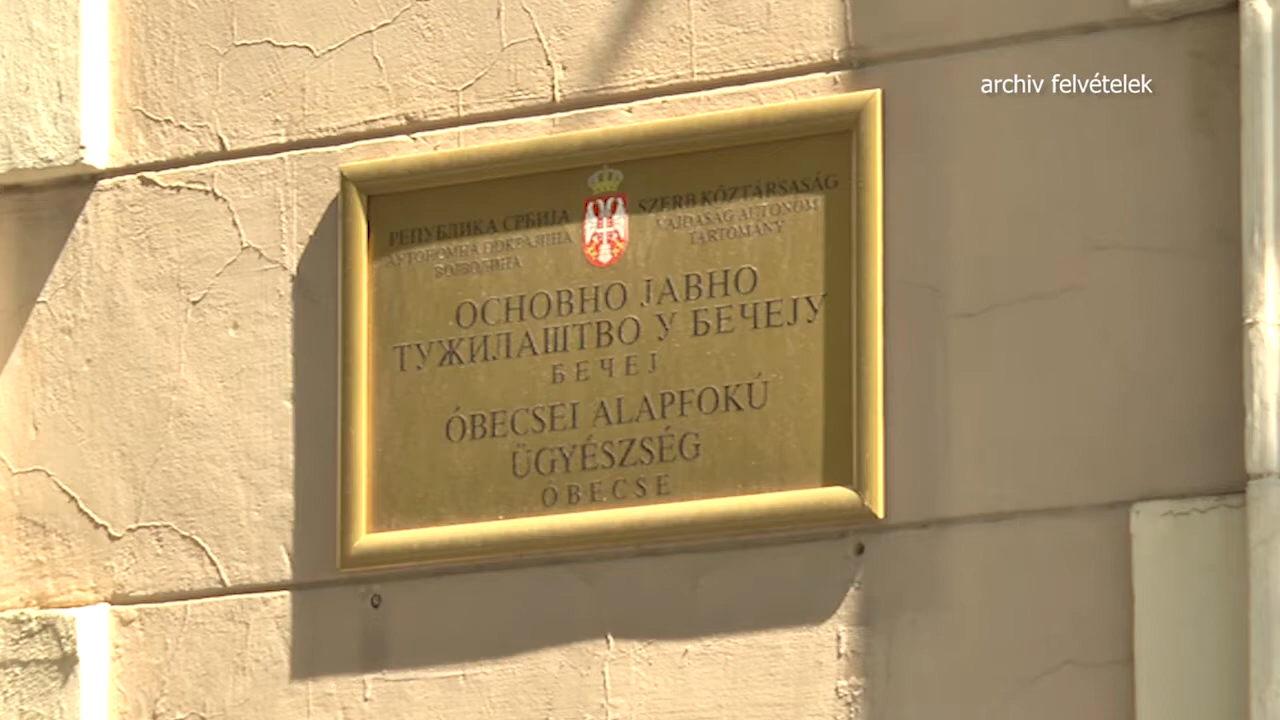 archiv felvételek
РЕПУБЛИКА СРБИЈА
АУТОНОМНА ПОКРАЈИНА
ВОЈВОДИНА
SZERB KÖZTÁRSASÁG
VAJDASÁG AUTONÓM
TARTOMÁNY
ОСНОВНО ЈАВНО
ТУЖИЛАШТВО У БЕЧЕЈУ
БЕЧЕЈ
ÓBECSEI ALAPFOKÚ
ÜGYÉSZSÉG
ÓBECSE